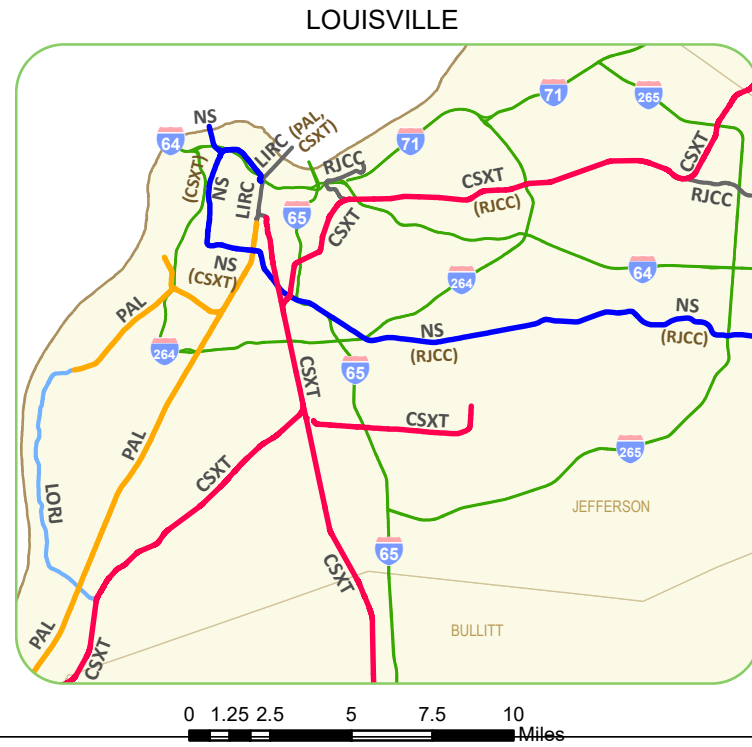 LOUISVILLE
71
265
NS
64
LIRC
(PAL,
CSXT)
71
RJCC
CSXT
CSXT
(RJCC)
RJCC
(CSXT)
NS
LIRC
65
CSXT
NS
(CSXT)
264
64
PAL
NS
(RJCC)
NS
(RJCC)
264
65
CSXT
CSXT
PAL
CSXT
265
LORJ
JEFFERSON
65
CSXT
PAL
CSXT
BULLITT
0 1.25 2.5 5 7.5 10
Miles